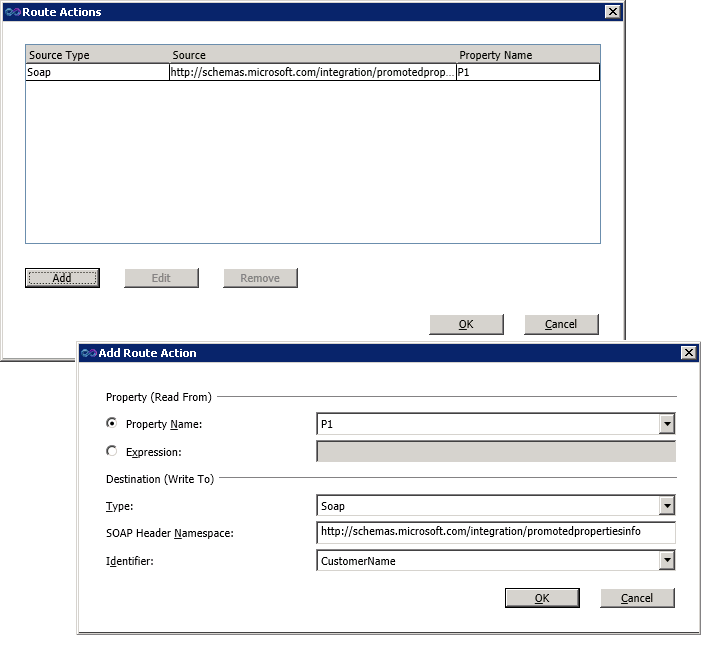 Route Actions
Source Type Source Property Name
Soap http://schemas.microsoft.com/integration/promotedprop... P1
Add Edit Remove
OK Cancel
Add Route Action
Property (Read From)
Property Name: P1
Expression:
Destination (Write To)
Type: Soap
SOAP Header Namespace: http://schemas.microsoft.com/integration/promotedpropertiesinfo
Identifier: CustomerName
OK Cancel